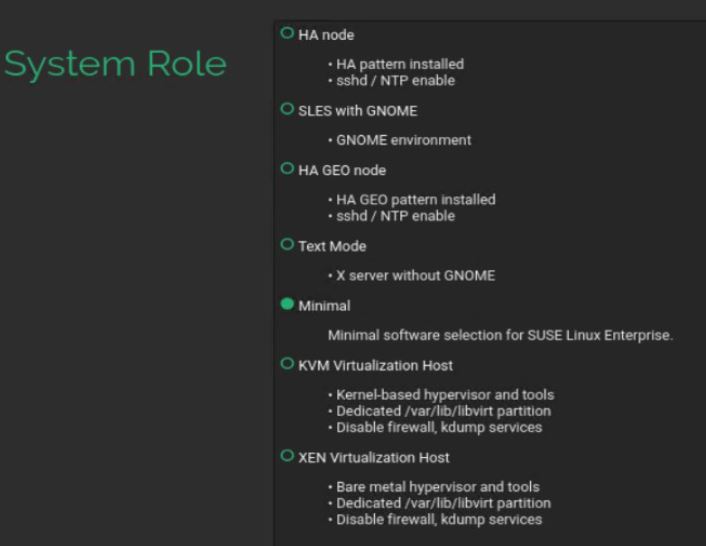 System Role
HA node
• HA pattern installed
• sshd / NTP enable
SLES with GNOME
• GNOME environment
HA GEO node
• HA GEO pattern installed
• sshd / NTP enable
Text Mode
• X server without GNOME
Minimal
Minimal software selection for SUSE Linux Enterprise.
KVM Virtualization Host
• Kernel-based hypervisor and tools
• Dedicated /var/lib/libvirt partition
• Disable firewall, kdump services
XEN Virtualization Host
• Bare metal hypervisor and tools
• Dedicated /var/lib/libvirt partition
• Disable firewall, kdump services